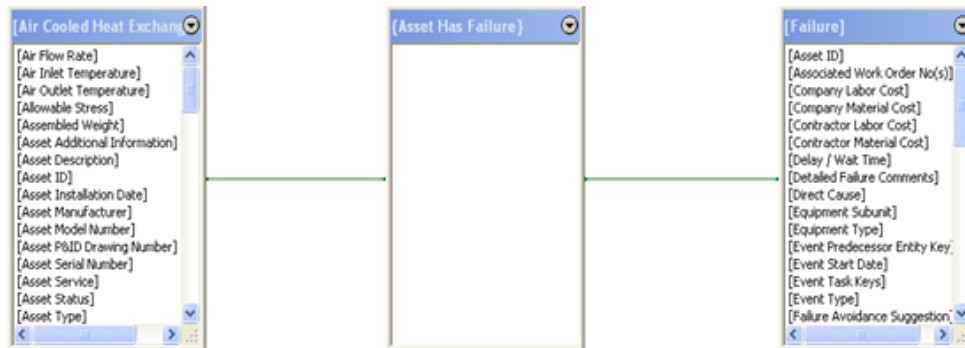 [Air Cooled Heat Exchang
[Air Flow Rate]
[Air Inlet Temperature]
[Air Outlet Temperature]
[Allowable Stress]
[Assembled Weight]
[Asset Additional Information]
[Asset Description]
[Asset ID]
[Asset Installation Date]
[Asset Manufacturer]
[Asset Model Number]
[Asset P&ID Drawing Number]
[Asset Serial Number]
[Asset Service]
[Asset Status]
[Asset Type]
{Asset Has Failure}
[Failure]
[Asset ID]
[Associated Work Order No(s)]
[Company Labor Cost]
[Company Material Cost]
[Contractor Labor Cost]
[Contractor Material Cost]
[Delay / Wait Time]
[Detailed Failure Comments]
[Direct Cause]
[Equipment Subunit]
[Equipment Type]
[Event Predecessor Entity Key]
[Event Start Date]
[Event Task Keys]
[Event Type]
[Failure Avoidance Suggestion]